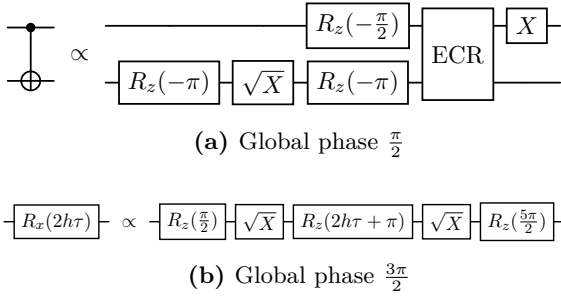 ∝ R_z(−π/2) ECR X
R_z(−π) √X R_z(−π)
(a) Global phase π/2
R_x(2hτ) ∝ R_z(π/2) √X R_z(2hτ + π) √X R_z(5π/2)
(b) Global phase 3π/2